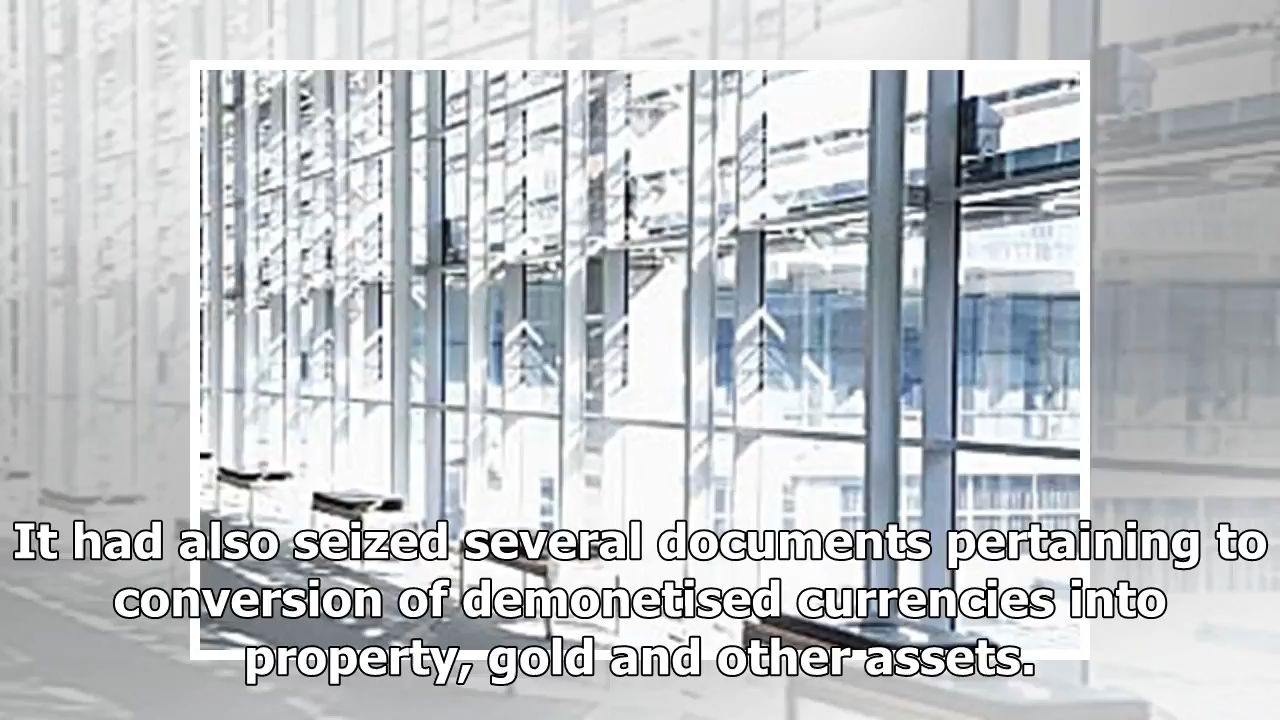 It had also seized several documents pertaining to
conversion of demonetised currencies into
property, gold and other assets.